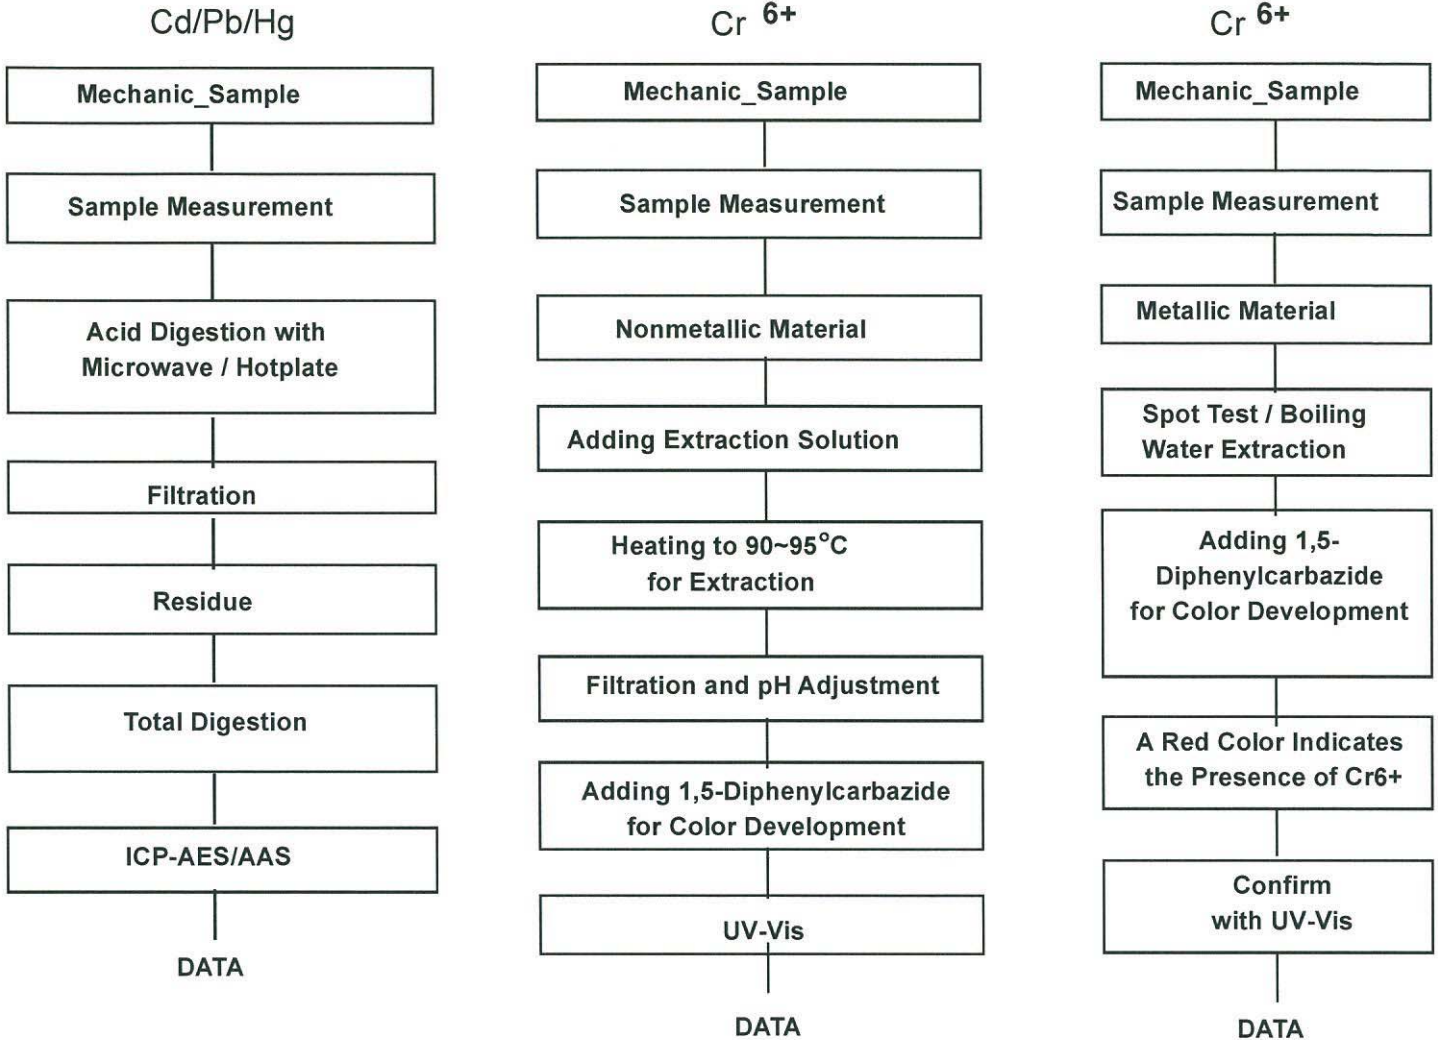 Cd/Pb/Hg
Mechanic_Sample
Sample Measurement
Acid Digestion with
Microwave / Hotplate
Filtration
Residue
Total Digestion
ICP-AES/AAS
DATA
Cr 6+
Mechanic_Sample
Sample Measurement
Nonmetallic Material
Adding Extraction Solution
Heating to 90~95°C
for Extraction
Filtration and pH Adjustment
Adding 1,5-Diphenylcarbazide
for Color Development
UV-Vis
DATA
Cr 6+
Mechanic_Sample
Sample Measurement
Metallic Material
Spot Test / Boiling
Water Extraction
Adding 1,5-
Diphenylcarbazide
for Color Development
A Red Color Indicates
the Presence of Cr6+
Confirm
with UV-Vis
DATA